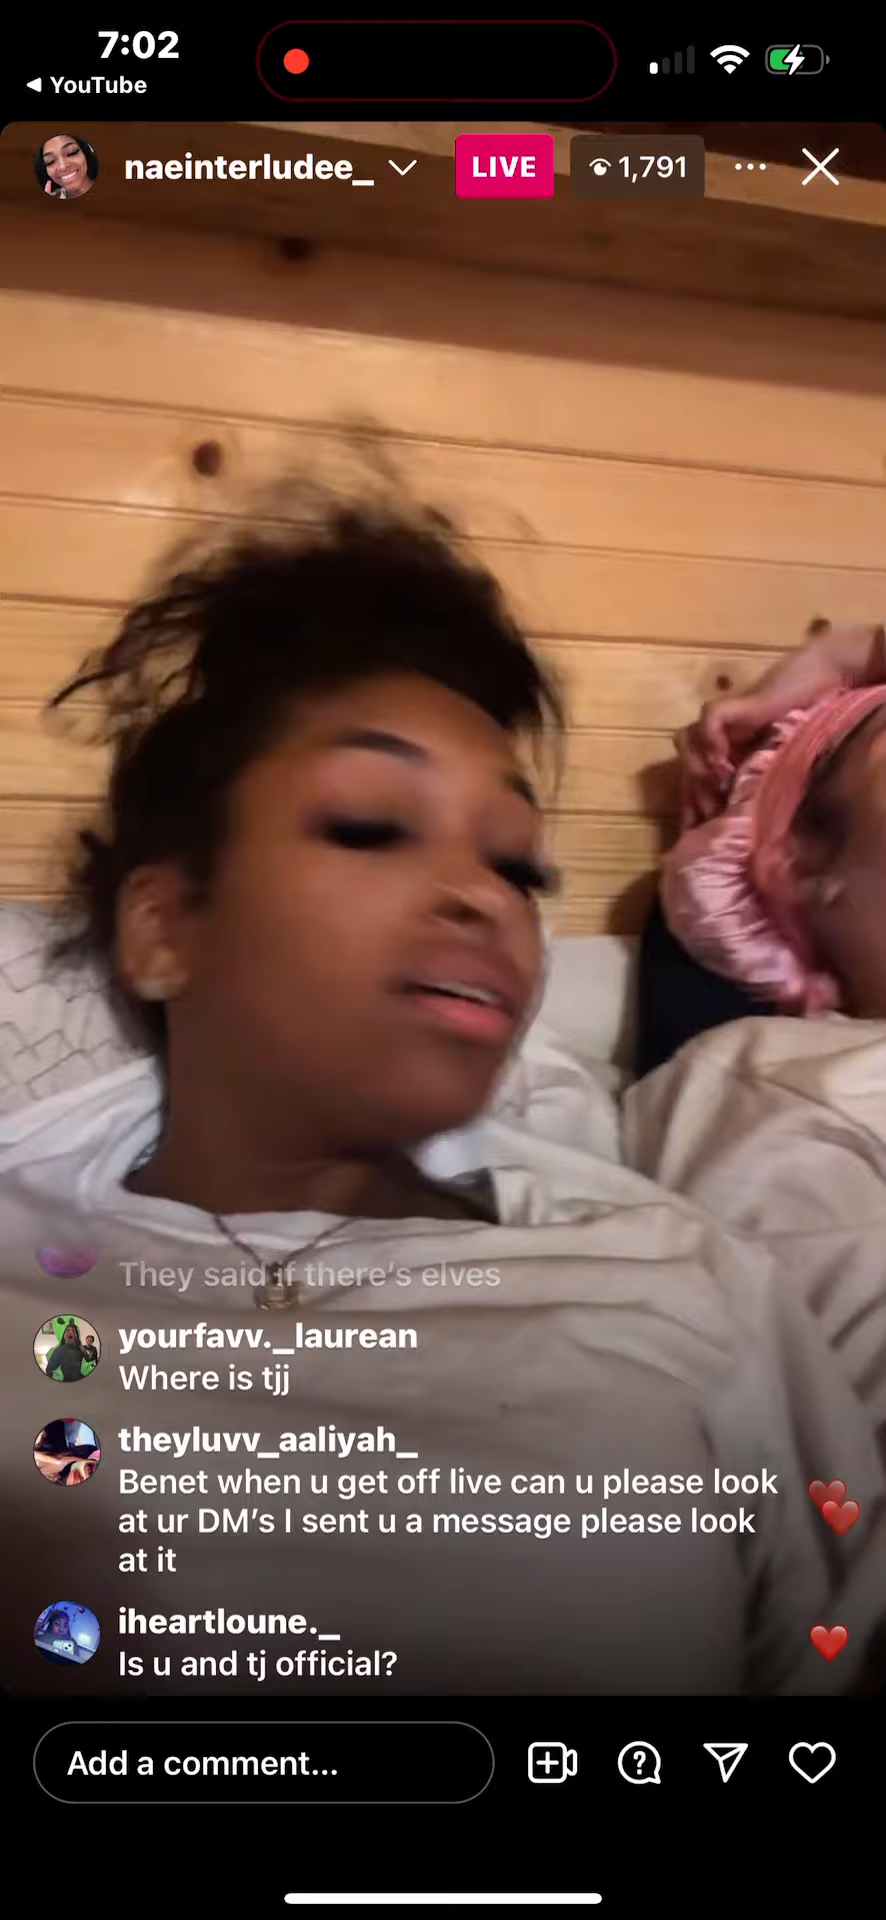 7:02
YouTube
naeinterludee_
LIVE
1,791
They said if there's elves
yourfavv._laurean
Where is tjj
theyluvv_aaliyah_
Benet when u get off live can u please look
at ur DM's I sent u a message please look
at it
iheartloune._
Is u and tj official?
Add a comment...